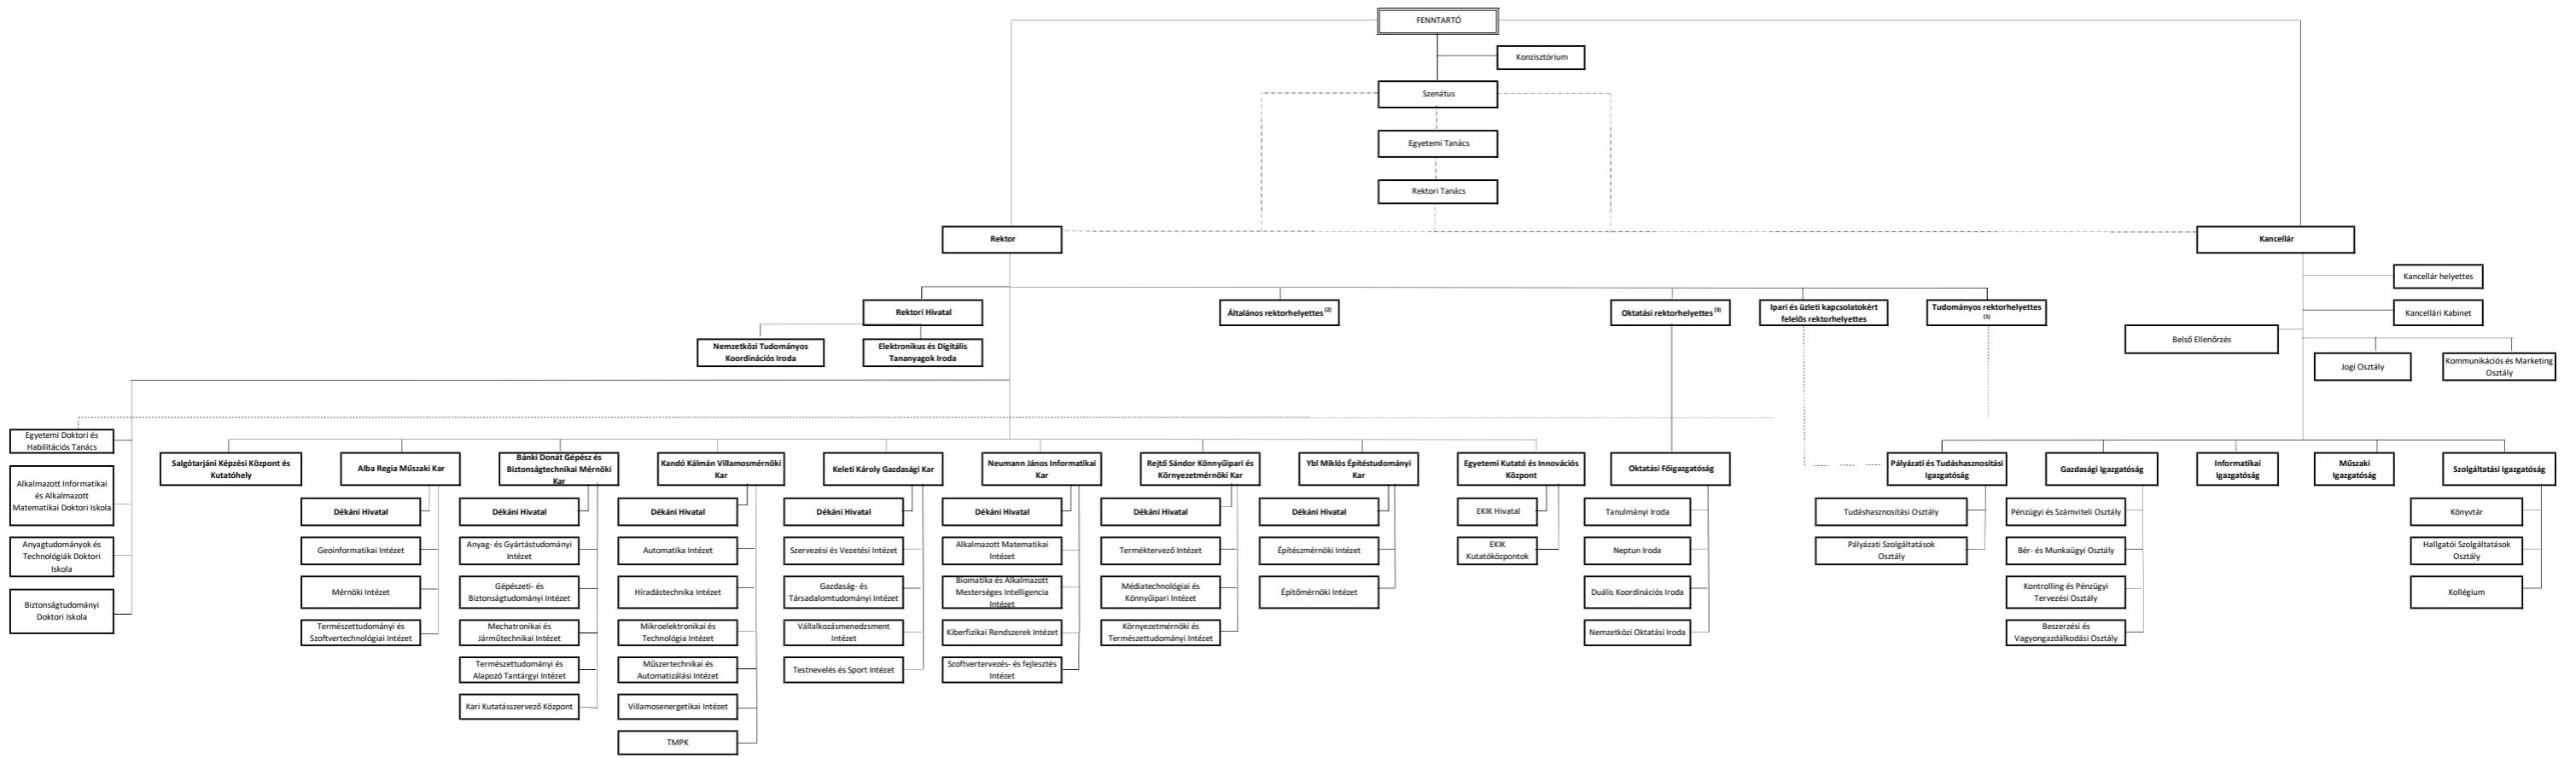 FENNTARTÓ
Konzisztórium
Szenátus
Egyetemi Tanács
Rektori Tanács
Rektor
Kancellár
Kancellár helyettes
Rektori Hivatal
Általános rektorhelyettes (2)
Oktatási rektorhelyettes (3)
Ipari és üzleti kapcsolatokért
felelős rektorhelyettes
Tudományos rektorhelyettes
(1)
Kancellári Kabinet
Nemzetközi Tudományos
Koordinációs Iroda
Elektronikus és Digitális
Tananyagok Iroda
Belső Ellenőrzés
Jogi Osztály
Kommunikációs és Marketing
Osztály
Egyetemi Doktori és
Habilitációs Tanács
Alkalmazott Informatikai
és Alkalmazott
Matematikai Doktori Iskola
Anyagtudományok és
Technológiák Doktori
Iskola
Biztonságtudományi
Doktori Iskola
Salgótarjáni Képzési Központ és
Kutatóhely
Alba Regia Műszaki Kar
Dékáni Hivatal
Geoinformatikai Intézet
Mérnöki Intézet
Természettudományi és
Szoftvertechnológiai Intézet
Bánki Donát Gépész és
Biztonságtechnikai Mérnöki
Kar
Dékáni Hivatal
Anyag- és Gyártástudományi
Intézet
Gépészeti- és
Biztonságtudományi Intézet
Mechatronikai és
Járműtechnikai Intézet
Természettudományi és
Alapozó Tantárgyi Intézet
Kari Kutatásszervező Központ
Kandó Kálmán Villamosmérnöki
Kar
Dékáni Hivatal
Automatika Intézet
Híradástechnika Intézet
Mikroelektronikai és
Technológia Intézet
Műszertechnikai és
Automatizálási Intézet
Villamosenergetikai Intézet
TMPK
Keleti Károly Gazdasági Kar
Dékáni Hivatal
Szervezési és Vezetési Intézet
Gazdaság- és
Társadalomtudományi Intézet
Vállalkozásmenedzsment
Intézet
Testnevelés és Sport Intézet
Neumann János Informatikai
Kar
Dékáni Hivatal
Alkalmazott Matematikai
Intézet
Biomatika és Alkalmazott
Mesterséges Intelligencia
Intézet
Kiberfizikai Rendszerek Intézet
Szoftvertervezés- és fejlesztés
Intézet
Rejtő Sándor Könnyűipari és
Környezetmérnöki Kar
Dékáni Hivatal
Terméktervező Intézet
Médiatechnológiai és
Könnyűipari Intézet
Környezetmérnöki és
Természettudományi Intézet
Ybl Miklós Építéstudományi
Kar
Dékáni Hivatal
Építészmérnöki Intézet
Építőmérnöki Intézet
Egyetemi Kutató és Innovációs
Központ
EKIK Hivatal
EKIK
Kutatóközpontok
Oktatási Főigazgatóság
Tanulmányi Iroda
Neptun Iroda
Duális Koordinációs Iroda
Nemzetközi Oktatási Iroda
Pályázati és Tudáshasznosítási
Igazgatóság
Tudáshasznosítási Osztály
Pályázati Szolgáltatások
Osztály
Gazdasági Igazgatóság
Pénzügyi és Számviteli Osztály
Bér- és Munkaügyi Osztály
Kontrolling és Pénzügyi
Tervezési Osztály
Beszerzési és
Vagyongazdálkodási Osztály
Informatikai
Igazgatóság
Műszaki
Igazgatóság
Szolgáltatási Igazgatóság
Könyvtár
Hallgatói Szolgáltatások
Osztály
Kollégium